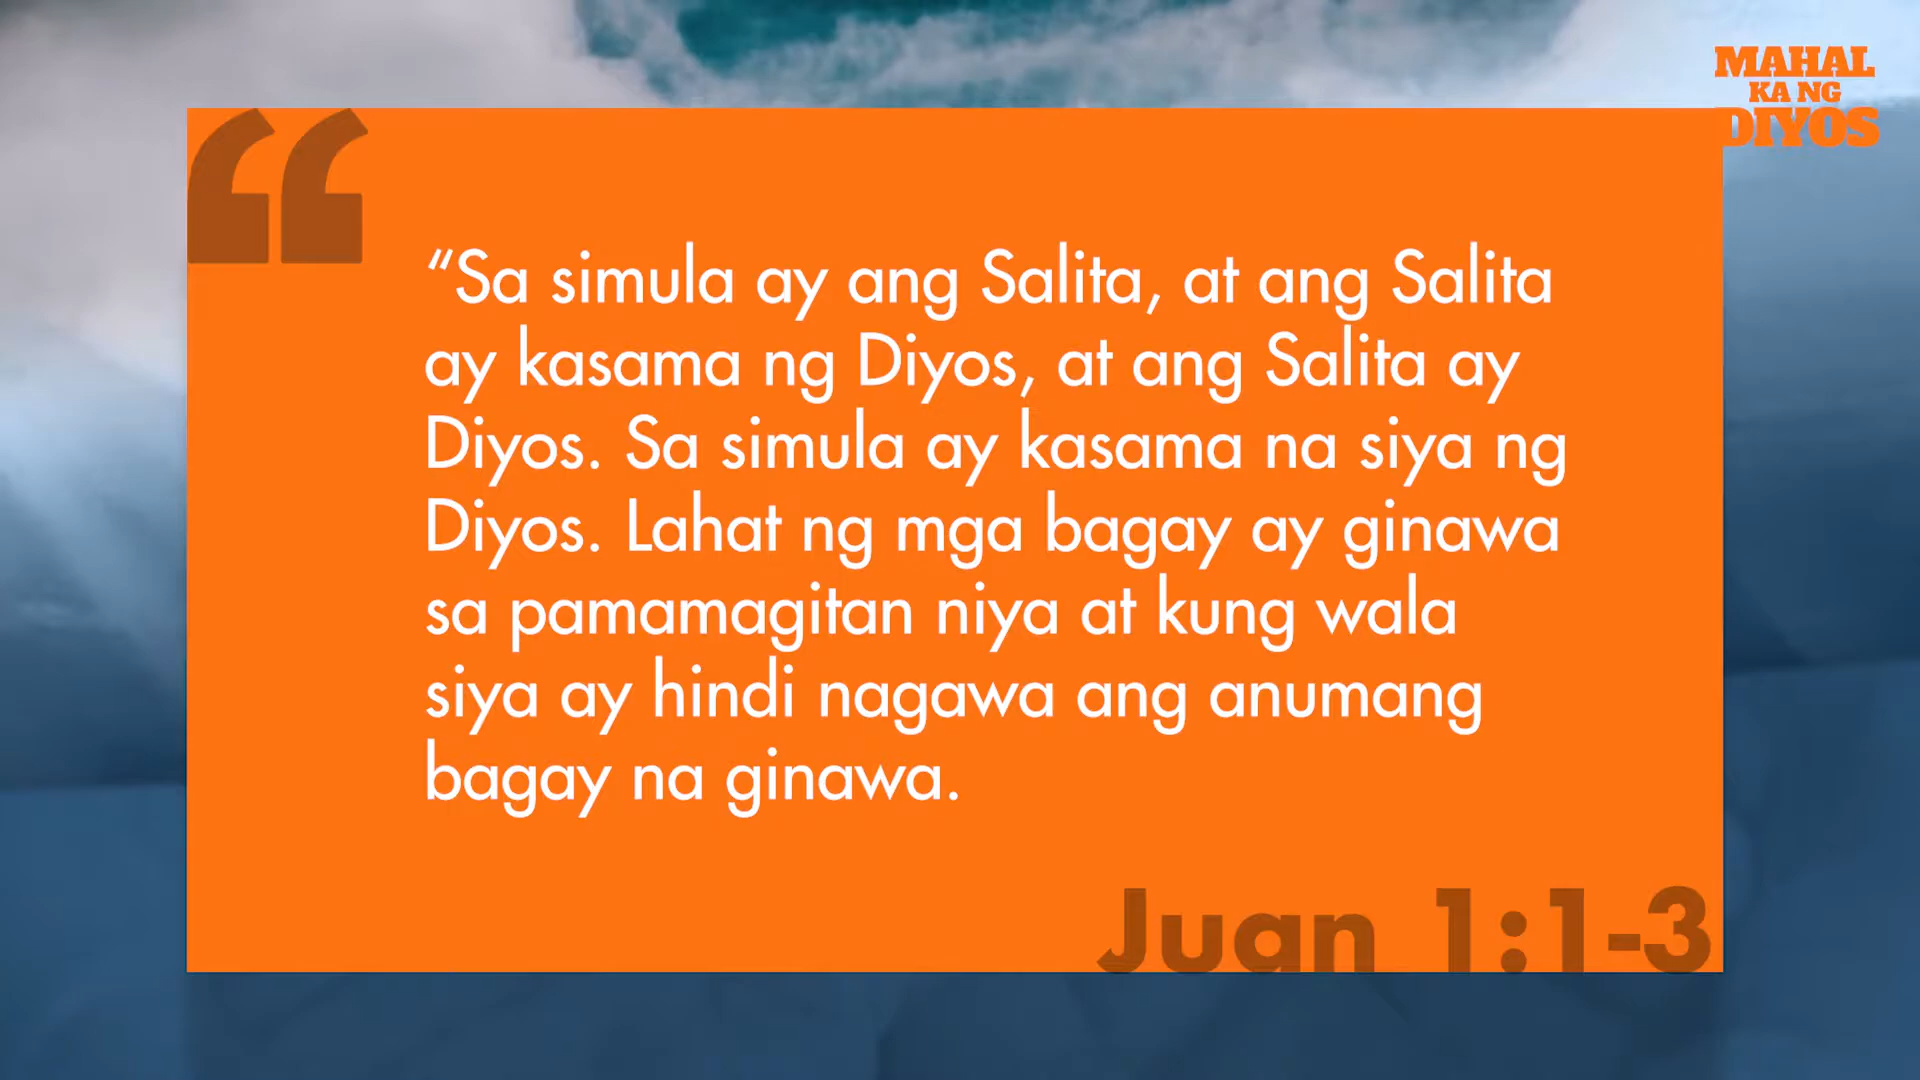 MAHAL
KA NG
DIYOS
“Sa simula ay ang Salita, at ang Salita
ay kasama ng Diyos, at ang Salita ay
Diyos. Sa simula ay kasama na siya ng
Diyos. Lahat ng mga bagay ay ginawa
sa pamamagitan niya at kung wala
siya ay hindi nagawa ang anumang
bagay na ginawa.
Juan 1:1-3